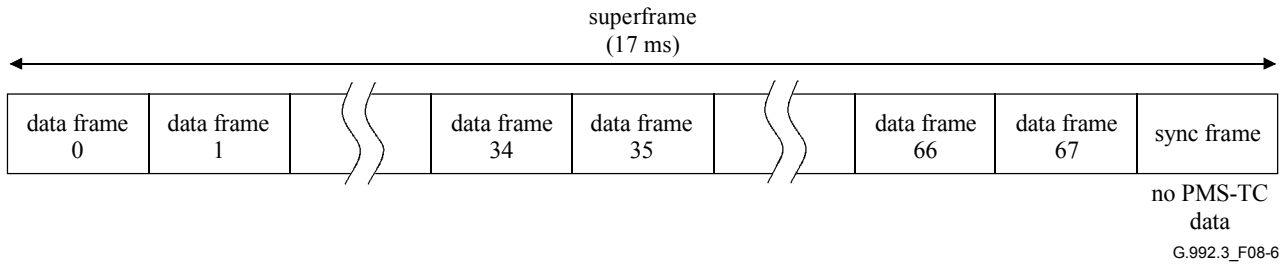 superframe
(17 ms)
data frame
0
data frame
1
data frame
34
data frame
35
data frame
66
data frame
67
sync frame
no PMS-TC
data
G.992.3_F08-6